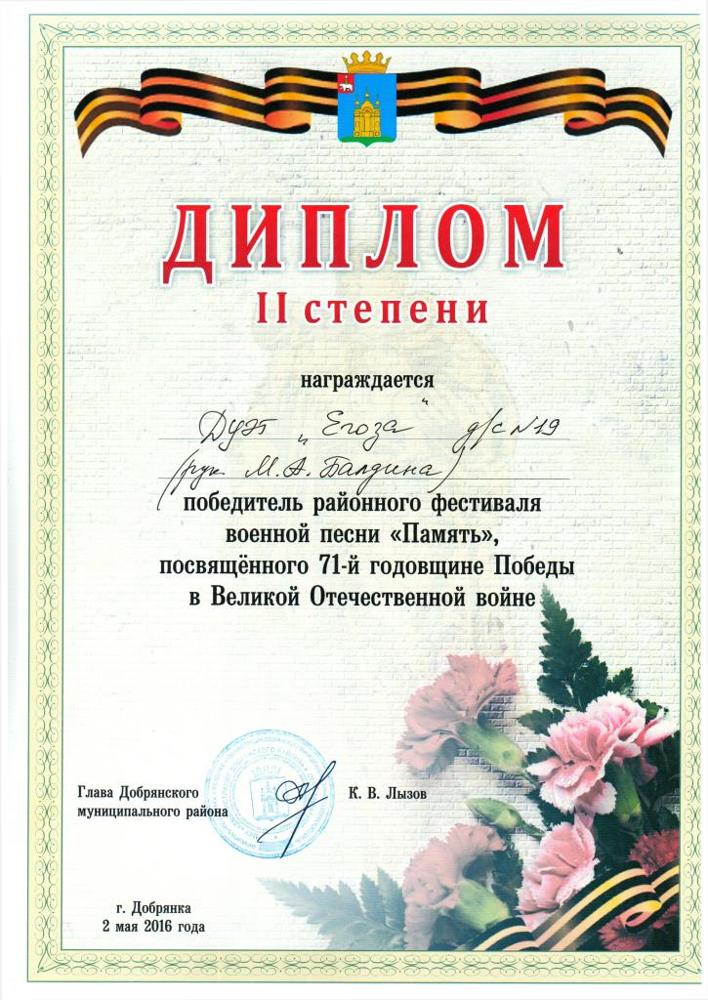 ДИПЛОМ
II степени
награждается
Дуэт „Егоза“ д/с N19
(рук М.А. Балдина)
победитель районного фестиваля
военной песни «Память»,
посвящённого 71-й годовщине Победы
в Великой Отечественной войне
Глава Добрянского
муниципального района
К. В. Лызов
г. Добрянка
2 мая 2016 года